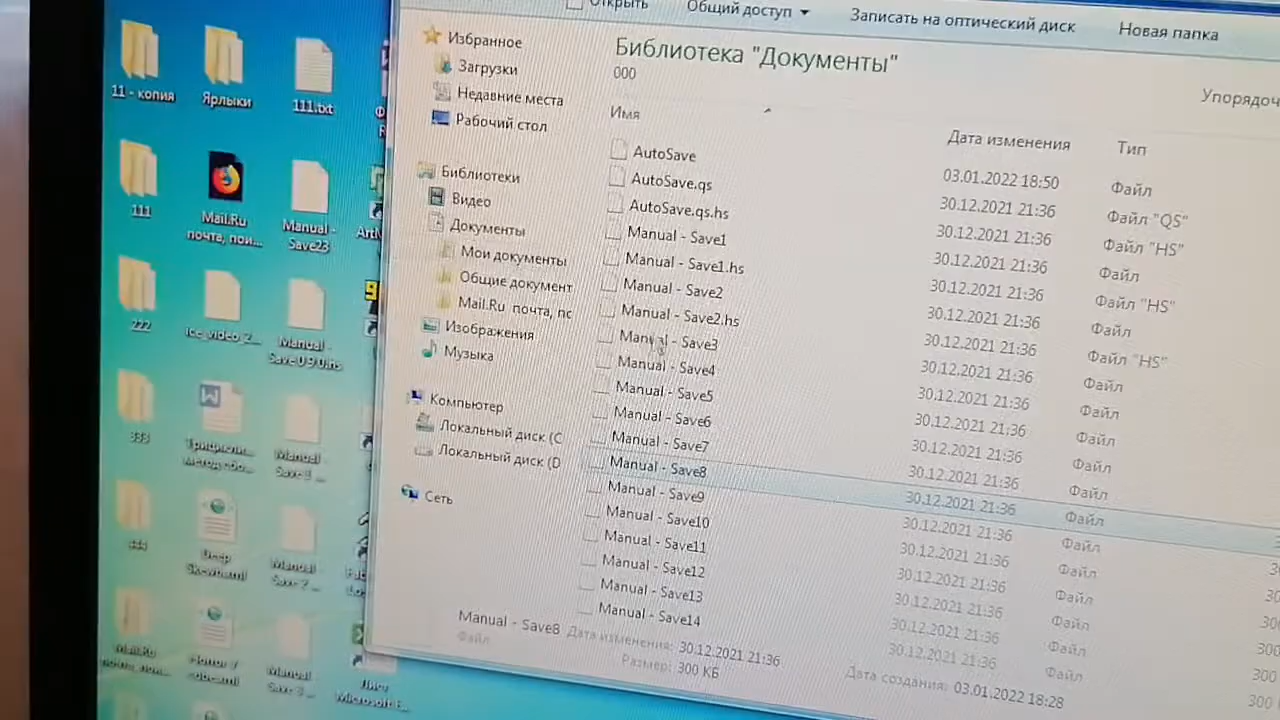 Открыть
Общий доступ
Записать на оптический диск
Новая папка
Библиотека "Документы"
000
Упорядоч
Имя
Дата изменения
Тип
AutoSave 03.01.2022 18:50 Файл
AutoSave.qs 30.12.2021 21:36 Файл "QS"
AutoSave.qs.hs 30.12.2021 21:36 Файл "HS"
Manual - Save1 30.12.2021 21:36 Файл
Manual - Save1.hs 30.12.2021 21:36 Файл "HS"
Manual - Save2 30.12.2021 21:36 Файл
Manual - Save2.hs 30.12.2021 21:36 Файл "HS"
Manual - Save3 30.12.2021 21:36 Файл
Manual - Save4 30.12.2021 21:36 Файл
Manual - Save5 30.12.2021 21:36 Файл
Manual - Save6 30.12.2021 21:36 Файл
Manual - Save7 30.12.2021 21:36 Файл
Manual - Save8 30.12.2021 21:36 Файл
Manual - Save9 30.12.2021 21:36 Файл
Manual - Save10 30.12.2021 21:36 Файл
Manual - Save11 30.12.2021 21:36 Файл
Manual - Save12 30.12.2021 21:36 Файл
Manual - Save13 30.12.2021 21:36 Файл
Manual - Save14 30.12.2021 21:36 Файл
Избранное
Загрузки
Недавние места
Рабочий стол
Библиотеки
Видео
Документы
Мои документы
Общие документ
Mail.Ru почта, пс
Изображения
Музыка
Компьютер
Локальный диск (C
Локальный диск (D
Сеть
Manual - Save8 Дата изменения: 30.12.2021 21:36
Файл
Размер: 300 КБ
Дата создания: 03.01.2022 18:28
11 - копия
Ярлыки
111.txt
111
Mail.Ru
почта, пои...
Manual -
Save23
222
Manual -
Save0.9.0.hs
333
444
Deep
Manual
Лист
Microsoft E...